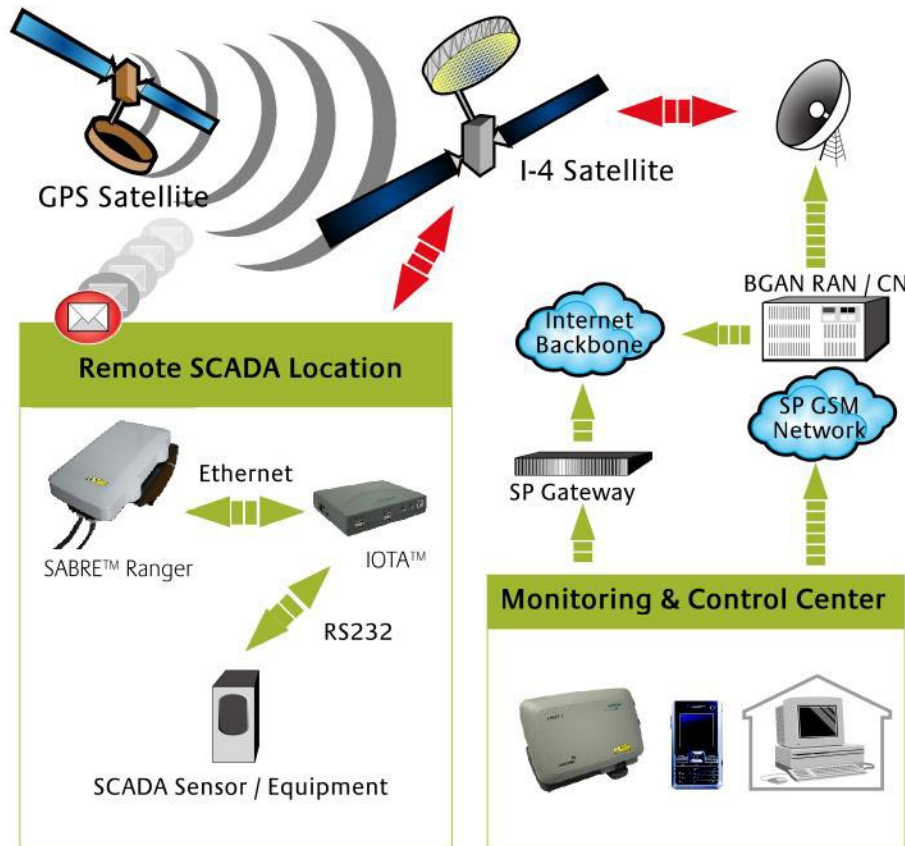 GPS Satellite
I-4 Satellite
BGAN RAN / CN
Internet
Backbone
SP GSM
Network
SP Gateway
Remote SCADA Location
Ethernet
SABRE™ Ranger
IOTA™
RS232
SCADA Sensor / Equipment
Monitoring & Control Center